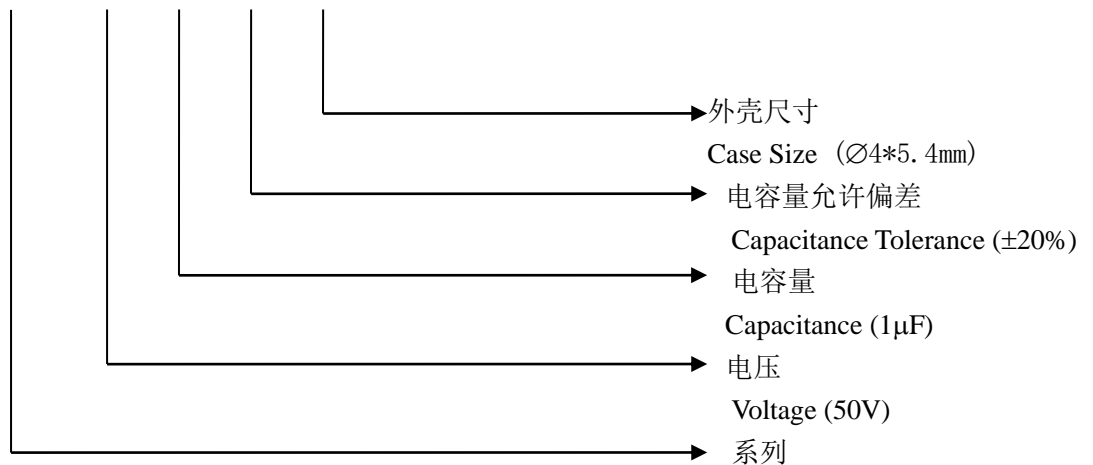 外壳尺寸
Case Size (∅4*5.4mm)
电容量允许偏差
Capacitance Tolerance (±20%)
电容量
Capacitance (1μF)
电压
Voltage (50V)
系列